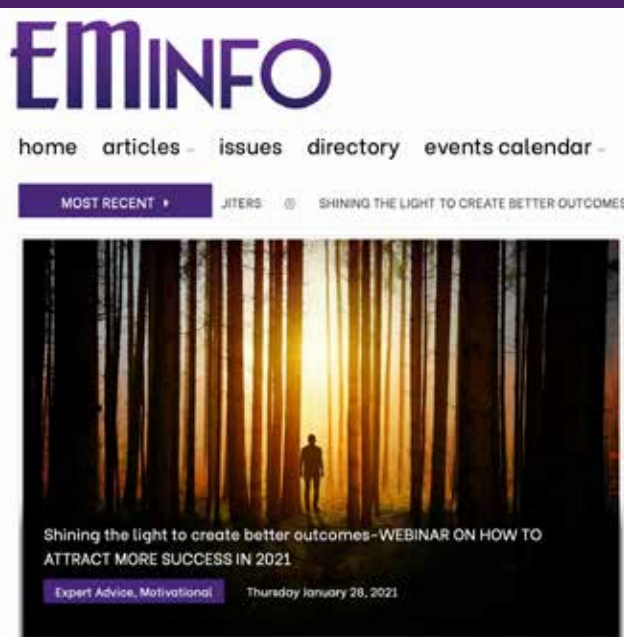 EMINFO
home articles issues directory events calendar
MOST RECENT JITERS SHINING THE LIGHT TO CREATE BETTER OUTCOMES
Shining the light to create better outcomes-WEBINAR ON HOW TO
ATTRACT MORE SUCCESS IN 2021
Expert Advice, Motivational Thursday January 28, 2021